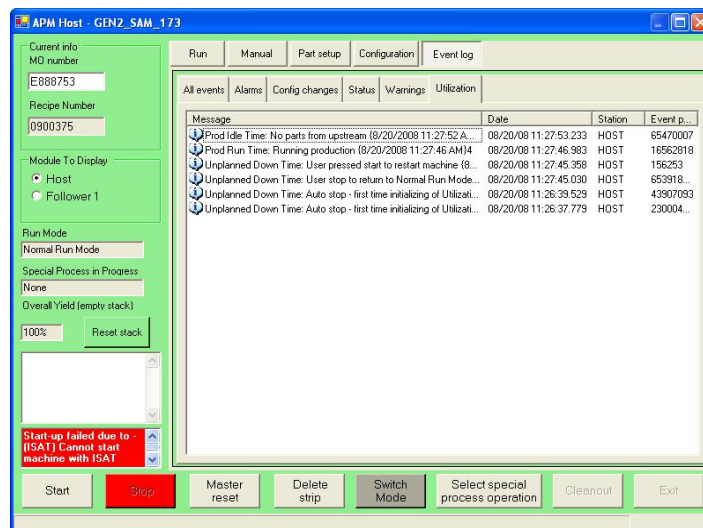 APM Host - GEN2_SAM_173
Current info
MO number
E888753
Recipe Number
0900375
Module To Display
Host
Follower 1
Run Mode
Normal Run Mode
Special Process in Progress
None
Overall Yield (empty stack)
100%
Reset stack
Start-up failed due to -
(ISAT) Cannot start
machine with ISAT
Run Manual Part setup Configuration Event log
All events Alarms Config changes Status Warnings Utilization
Message Date Station Event p...
Prod Idle Time: No parts from upstream {8/20/2008 11:27:52 A... 08/20/08 11:27:53.233 HOST 65470007
Prod Run Time: Running production {8/20/2008 11:27:46 AM}4 08/20/08 11:27:46.983 HOST 16562818
Unplanned Down Time: User pressed start to restart machine {8... 08/20/08 11:27:45.358 HOST 156253
Unplanned Down Time: User stop to return to Normal Run Mode... 08/20/08 11:27:45.030 HOST 653918...
Unplanned Down Time: Auto stop - first time initializing of Utilizati... 08/20/08 11:26:39.529 HOST 43907093
Unplanned Down Time: Auto stop - first time initializing of Utilizati... 08/20/08 11:26:37.779 HOST 230004...
Start Stop Master reset Delete strip Switch Mode Select special process operation Cleanout Exit